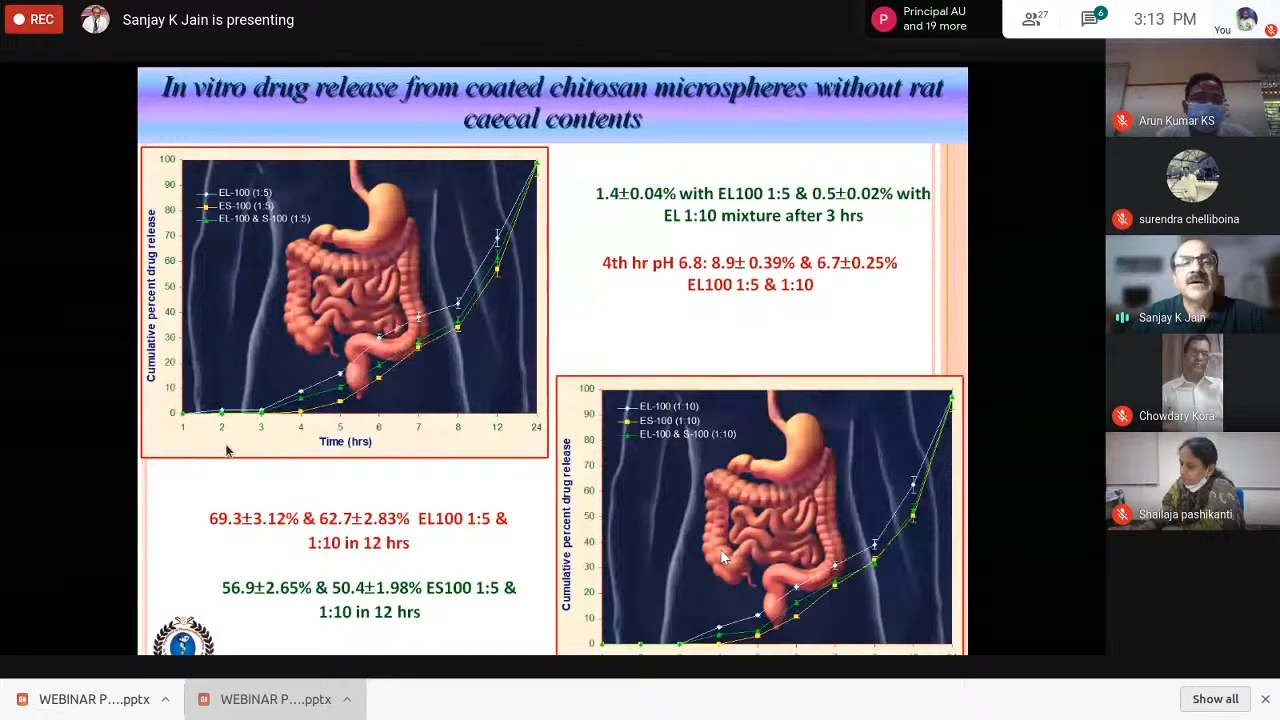 REC
Sanjay K Jain is presenting
P
Principal AU
and 19 more
27
6
3:13 PM
You
In vitro drug release from coated chitosan microspheres without rat
caecal contents
100
90
80
70
60
50
40
30
20
10
0
Cumulative percent drug release
EL-100 (1:5)
ES-100 (1:5)
EL-100 & S-100 (1:5)
1 2 3 4 5 6 7 8 12 24
Time (hrs)
1.4±0.04% with EL100 1:5 & 0.5±0.02% with
EL 1:10 mixture after 3 hrs
4th hr pH 6.8: 8.9± 0.39% & 6.7±0.25%
EL100 1:5 & 1:10
69.3±3.12% & 62.7±2.83% EL100 1:5 &
1:10 in 12 hrs
56.9±2.65% & 50.4±1.98% ES100 1:5 &
1:10 in 12 hrs
100
90
80
70
60
50
40
30
20
10
0
Cumulative percent drug release
EL-100 (1:10)
ES-100 (1:10)
EL-100 & S-100 (1:10)
Arun Kumar KS
surendra chelliboina
Sanjay K Jain
Chowdary Kora
Shailaja pashikanti
WEBINAR P....pptx
WEBINAR P....pptx
Show all